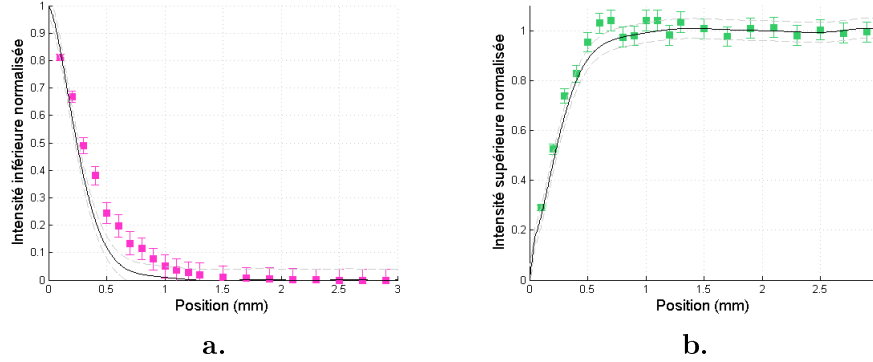 1
0.9
0.8
0.7
0.6
0.5
0.4
0.3
0.2
0.1
0
0 0.5 1 1.5 2 2.5 3
Intensité inférieure normalisée
Position (mm)
a.
1
0.8
0.6
0.4
0.2
0 0.5 1 1.5 2 2.5
Intensité supérieure normalisée
Position (mm)
b.